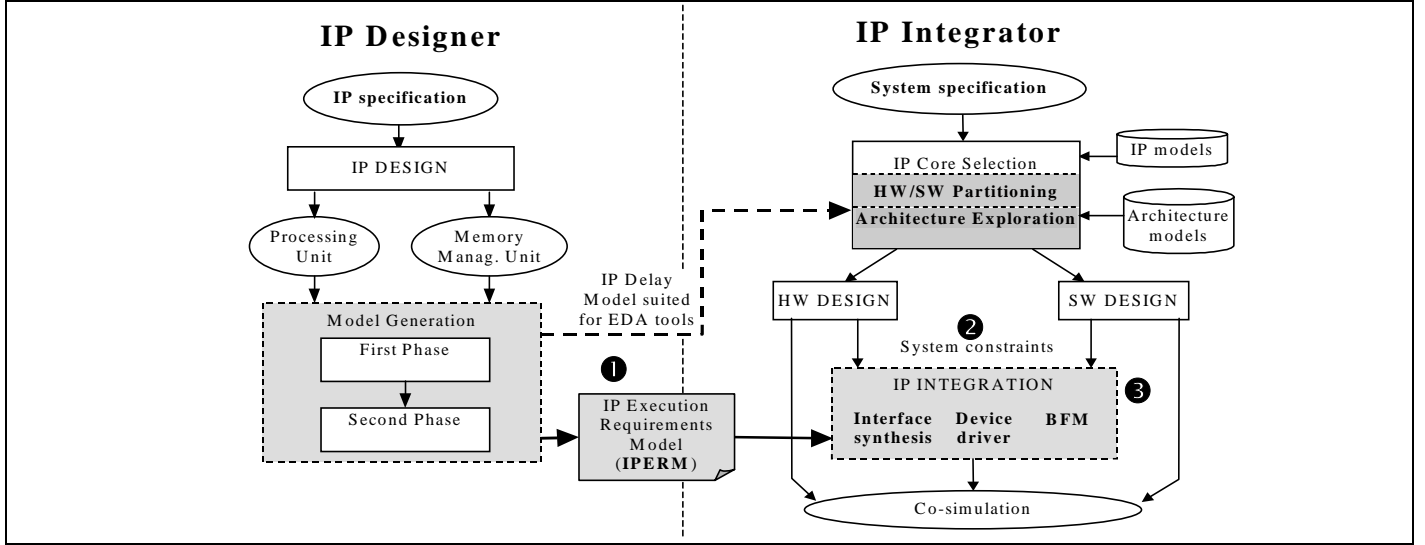 IP Designer
IP specification
IP DESIGN
Processing
Unit
Memory
Manag. Unit
Model Generation
First Phase
Second Phase
IP Delay
Model suited
for EDA tools
1
IP Execution
Requirements
Model
(IPERM)
IP Integrator
System specification
IP Core Selection
HW/SW Partitioning
Architecture Exploration
IP models
Architecture
models
HW DESIGN
SW DESIGN
2
System constraints
IP INTEGRATION
3
Interface
synthesis
Device
driver
BFM
Co-simulation